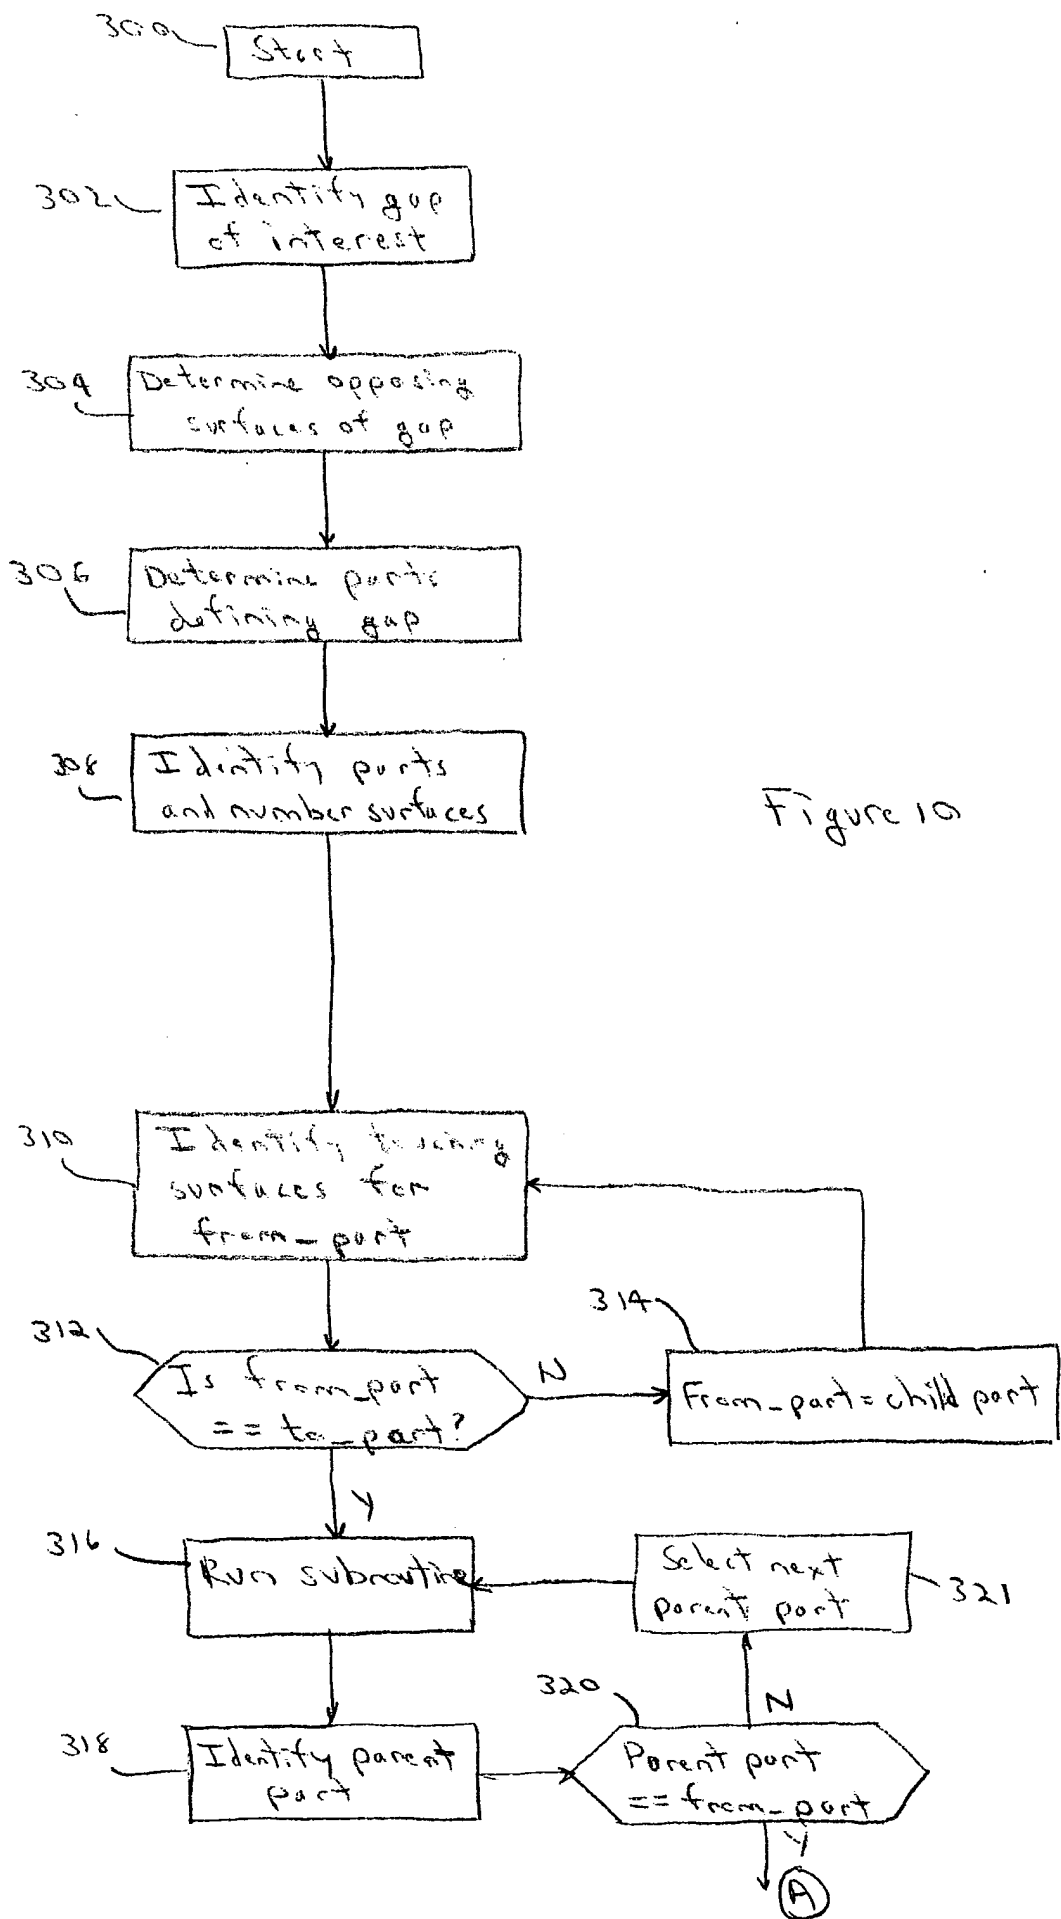 300
Start
302
Identify gap
of interest
304
Determine opposing
surfaces of gap
306
Determine parts
defining gap
308
Identify parts
and number surfaces
Figure 10
310
Identify touching
surfaces for
from_part
312
Is from_part
== to_part?
N
314
From_part = child part
Y
316
Run subroutine
Select next
parent part
321
318
Identify parent
part
320
N
Parent part
== from_part
Y
A